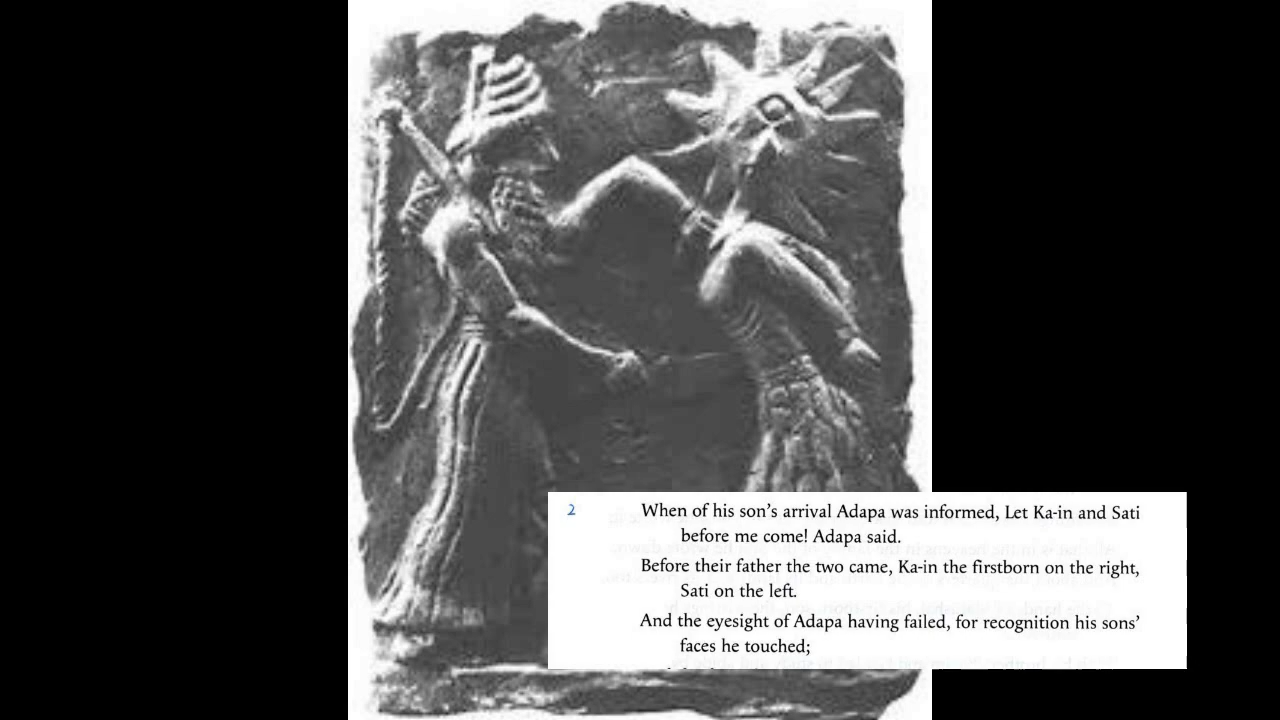 2 When of his son's arrival Adapa was informed, Let Ka-in and Sati
before me come! Adapa said.
Before their father the two came, Ka-in the firstborn on the right,
Sati on the left.
And the eyesight of Adapa having failed, for recognition his sons'
faces he touched;